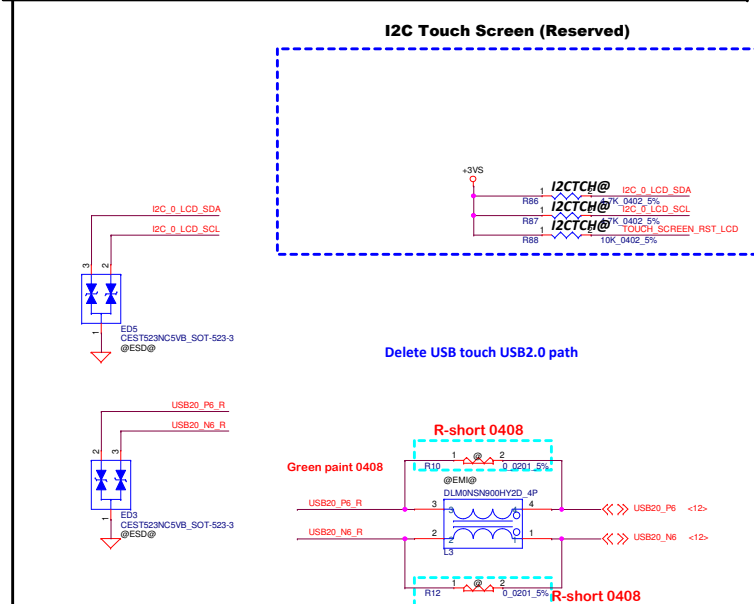 I2C Touch Screen (Reserved)
+3VS
1 I2CTCH@ 2 I2C_0_LCD_SDA
R86 4.7K_0402_5%
1 I2CTCH@ 2 I2C_0_LCD_SCL
R87 4.7K_0402_5%
1 I2CTCH@ 2 TOUCH_SCREEN_RST_LCD
R88 10K_0402_5%
I2C_0_LCD_SDA
I2C_0_LCD_SCL
3 2
1
ED5
CEST523NC5VB_SOT-523-3
@ESD@
Delete USB touch USB2.0 path
USB20_P6_R
USB20_N6_R
2 3
1
ED3
CEST523NC5VB_SOT-523-3
@ESD@
R-short 0408
1 @ 2
R10 0_0201_5%
Green paint 0408
@EMI@
DLM0NSN900HY2D_4P
USB20_P6_R 3 3 4 4 USB20_P6 <12>
USB20_N6_R 2 2 1 1 USB20_N6 <12>
L3
1 @ 2
R12 0_0201_5%
R-short 0408